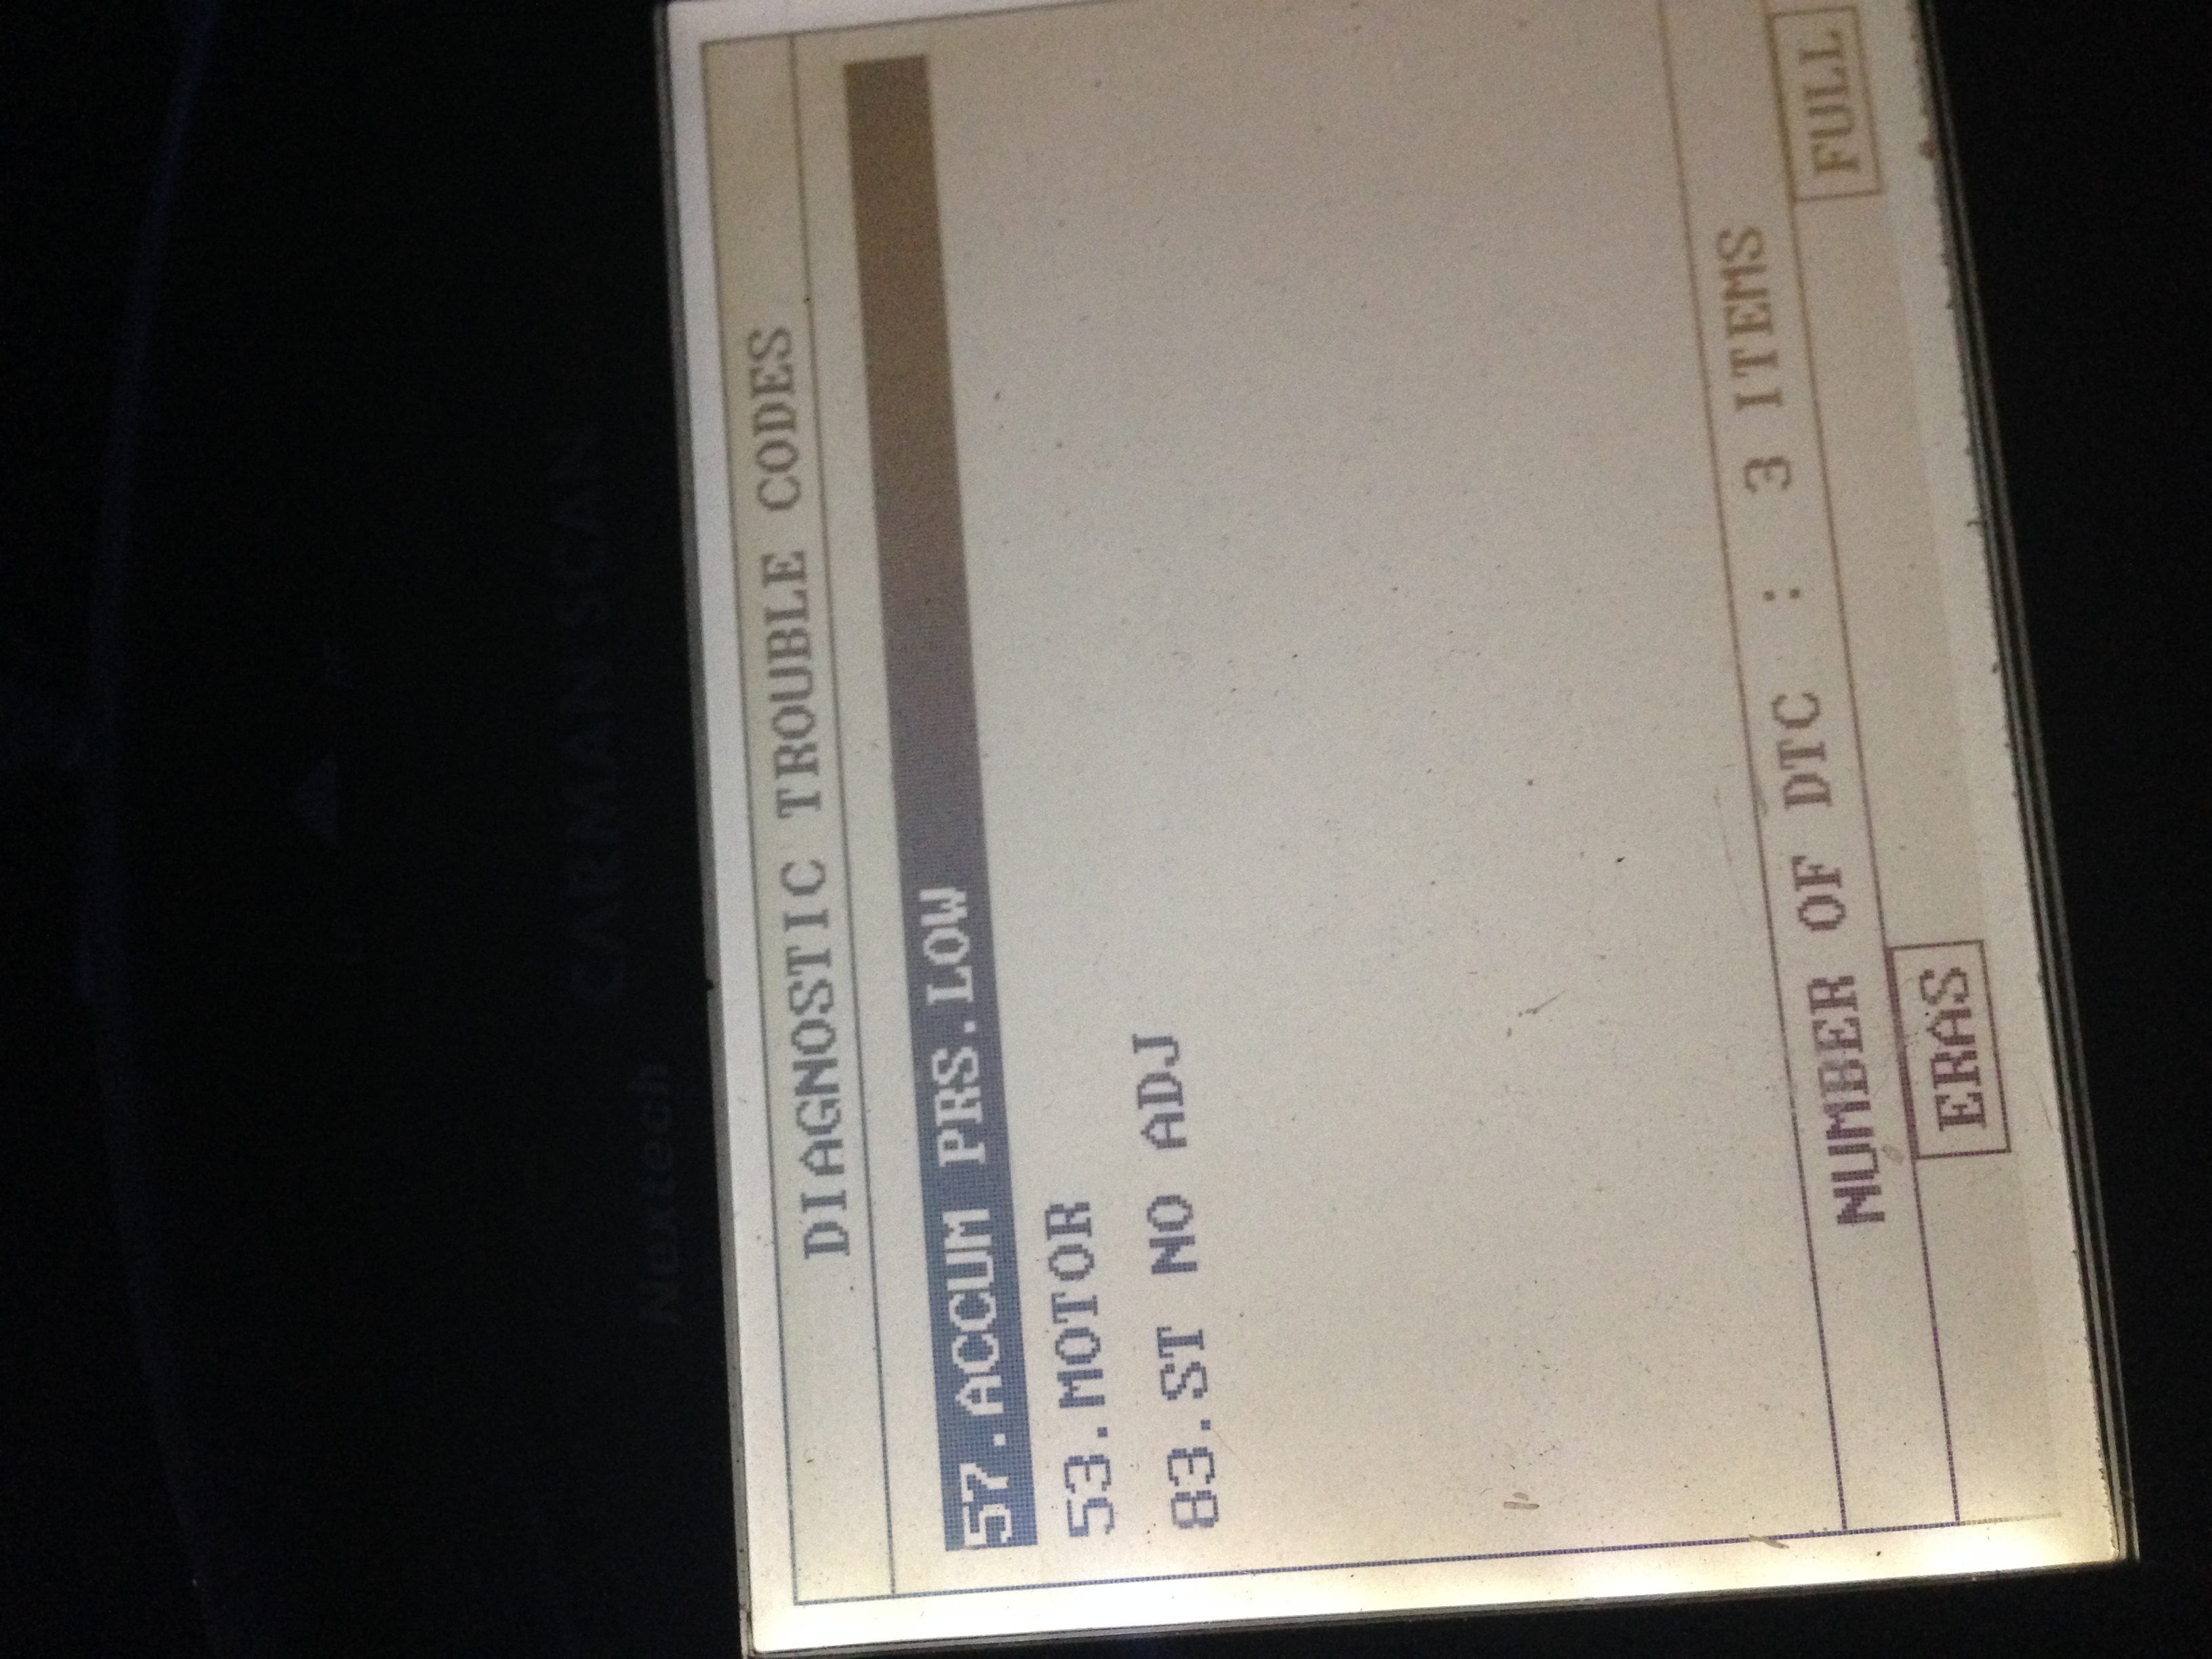 Nextech CARMAN SCAN
DIAGNOSTIC TROUBLE CODES
57.ACCUM PRS.LOW
53.MOTOR
83.ST NO ADJ
NUMBER OF DTC : 3 ITEMS
ERAS FULL